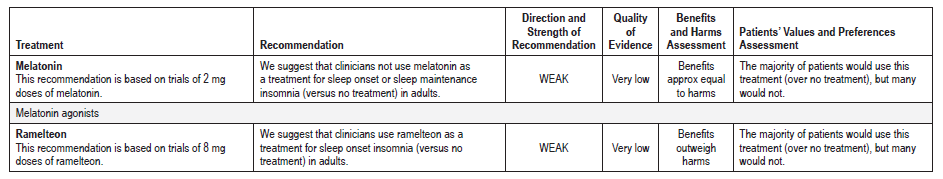 Treatment
Recommendation
Direction and
Strength of
Recommendation
Quality
of
Evidence
Benefits
and Harms
Assessment
Patients' Values and Preferences
Assessment
Melatonin
This recommendation is based on trials of 2 mg
doses of melatonin.
We suggest that clinicians not use melatonin as
a treatment for sleep onset or sleep maintenance
insomnia (versus no treatment) in adults.
WEAK
Very low
Benefits
approx equal
to harms
The majority of patients would use this
treatment (over no treatment), but many
would not.
Melatonin agonists
Ramelteon
This recommendation is based on trials of 8 mg
doses of ramelteon.
We suggest that clinicians use ramelteon as a
treatment for sleep onset insomnia (versus no
treatment) in adults.
WEAK
Very low
Benefits
outweigh
harms
The majority of patients would use this
treatment (over no treatment), but many
would not.